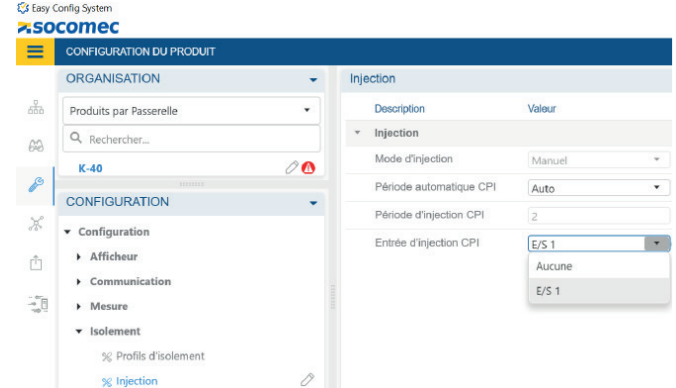 Easy Config System
socomec
CONFIGURATION DU PRODUIT
ORGANISATION
Produits par Passerelle
Rechercher...
K-40
CONFIGURATION
Configuration
Afficheur
Communication
Mesure
Isolement
Profils d'isolement
Injection
Injection
Description Valeur
Injection
Mode d'injection Manuel
Période automatique CPI Auto
Période d'injection CPI 2
Entrée d'injection CPI E/S 1
Aucune
E/S 1